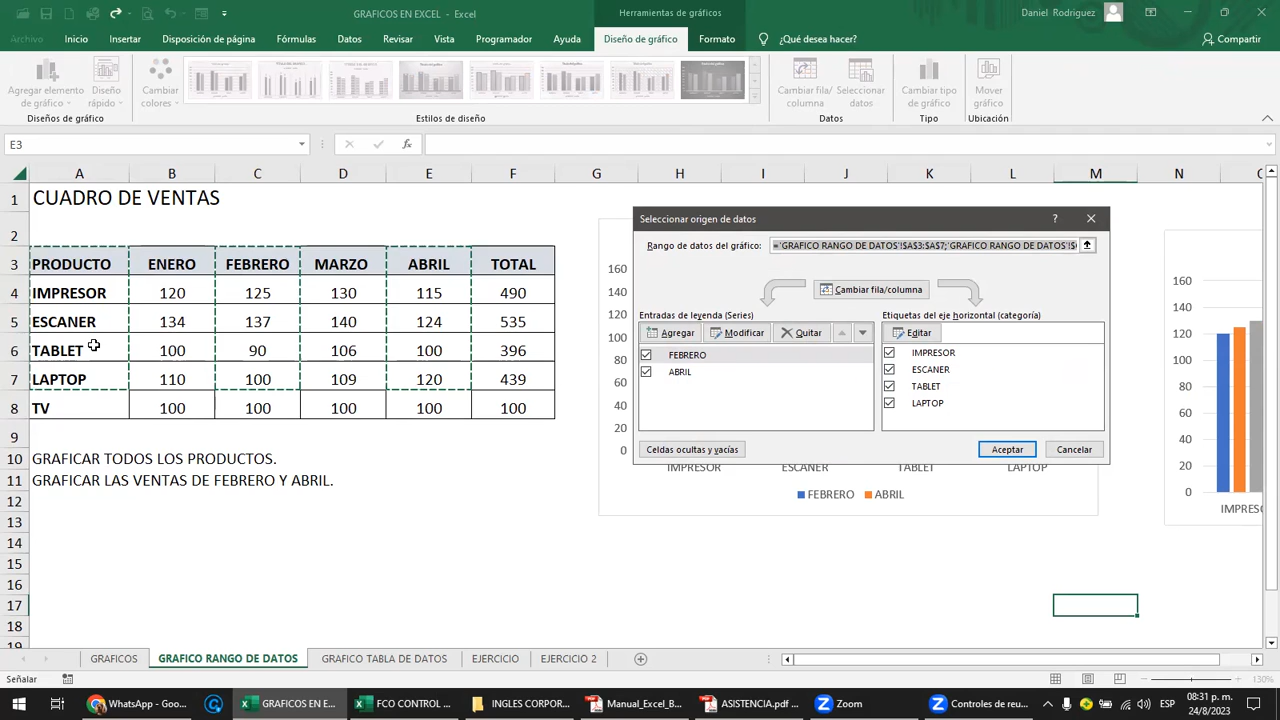 GRAFICOS EN EXCEL - Excel
Herramientas de gráficos
Daniel Rodriguez
Archivo Inicio Insertar Disposición de página Fórmulas Datos Revisar Vista Programador Ayuda Diseño de gráfico Formato ¿Qué desea hacer? Compartir
Agregar elemento de gráfico
Diseño rápido
Cambiar colores
Cambiar fila/ columna
Seleccionar datos
Cambiar tipo de gráfico
Mover gráfico
Diseños de gráfico Estilos de diseño Datos Tipo Ubicación
E3 fx
A B C D E F G H I J K L M N
1 CUADRO DE VENTAS
2
3 PRODUCTO ENERO FEBRERO MARZO ABRIL TOTAL
4 IMPRESOR 120 125 130 115 490
5 ESCANER 134 137 140 124 535
6 TABLET 100 90 106 100 396
7 LAPTOP 110 100 109 120 439
8 TV 100 100 100 100 100
9
10 GRAFICAR TODOS LOS PRODUCTOS.
11 GRAFICAR LAS VENTAS DE FEBRERO Y ABRIL.
12
13
14
15
16
17
18
19
160
140
120
100
80
60
40
20
0
IMPRESOR ESCANER TABLET LAPTOP
FEBRERO ABRIL
Seleccionar origen de datos ?
Rango de datos del gráfico: ='GRAFICO RANGO DE DATOS'!$A$3:$A$7;'GRAFICO RANGO DE DATOS'!$
Cambiar fila/columna
Entradas de leyenda (Series)
Agregar Modificar Quitar
FEBRERO
ABRIL
Etiquetas del eje horizontal (categoría)
Editar
IMPRESOR
ESCANER
TABLET
LAPTOP
Celdas ocultas y vacías Aceptar Cancelar
160
140
120
100
80
60
40
20
0
GRAFICOS GRAFICO RANGO DE DATOS GRAFICO TABLA DE DATOS EJERCICIO EJERCICIO 2
Señalar 130%
WhatsApp - Goo... GRAFICOS EN E... FCO CONTROL ... INGLES CORPOR... Manual_Excel_B... ASISTENCIA.pdf ... Zoom Controles de reu... ESP
08:31 p. m.
24/8/2023